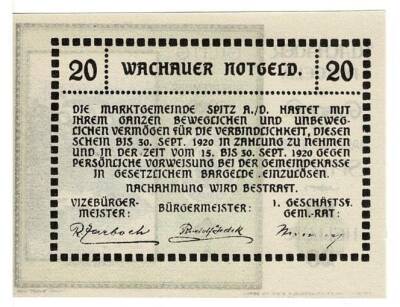 20 WACHAUER NOTGELD. 20
DIE MARKTGEMEINDE SPITZ A./D. HAFTET MIT
IHREM GANZEN BEWEGLICHEN UND UNBEWEG-
LICHEN VERMÖGEN FÜR DIE VERBINDLICHKEIT, DIESEN
SCHEIN BIS 30. SEPT. 1920 IN ZAHLUNG ZU NEHMEN
UND IN DER ZEIT VOM 15. BIS 30. SEPT. 1920 GEGEN
PERSÖNLICHE VORWEISUNG BEI DER GEMEINDEKASSE
IN GESETZLICHEM BARGELDE EINZULÖSEN.
NACHAHMUNG WIRD BESTRAFT.
VIZEBÜRGER-
MEISTER:
BÜRGERMEISTER:
1. GESCHÄFTSF.
GEM.-RAT: